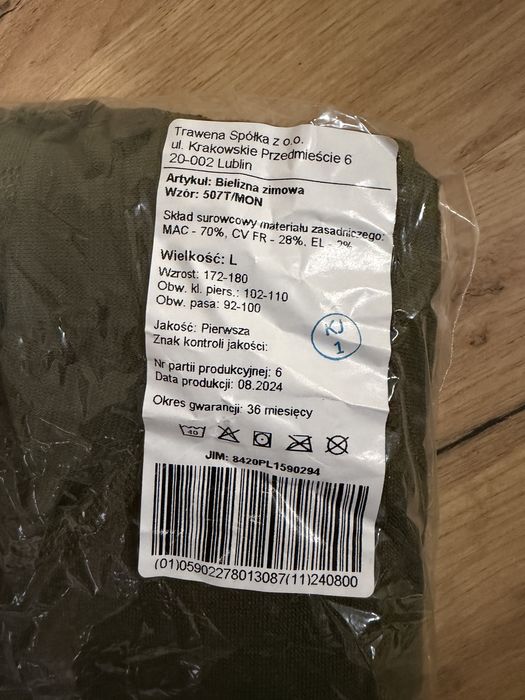 Trawena Spółka z o.o.
ul. Krakowskie Przedmieście 6
20-002 Lublin
Artykuł: Bielizna zimowa
Wzór: 507T/MON
Skład surowcowy materiału zasadniczego:
MAC - 70%, CV FR - 28%, EL - 2%
Wielkość: L
Wzrost: 172-180
Obw. kl. piers.: 102-110
Obw. pasa: 92-100
Jakość: Pierwsza
Znak kontroli jakości:
KJ
1
Nr partii produkcyjnej: 6
Data produkcji: 08.2024
Okres gwarancji: 36 miesięcy
40
JIM: 8420PL1590294
(01)05902278013087(11)240800